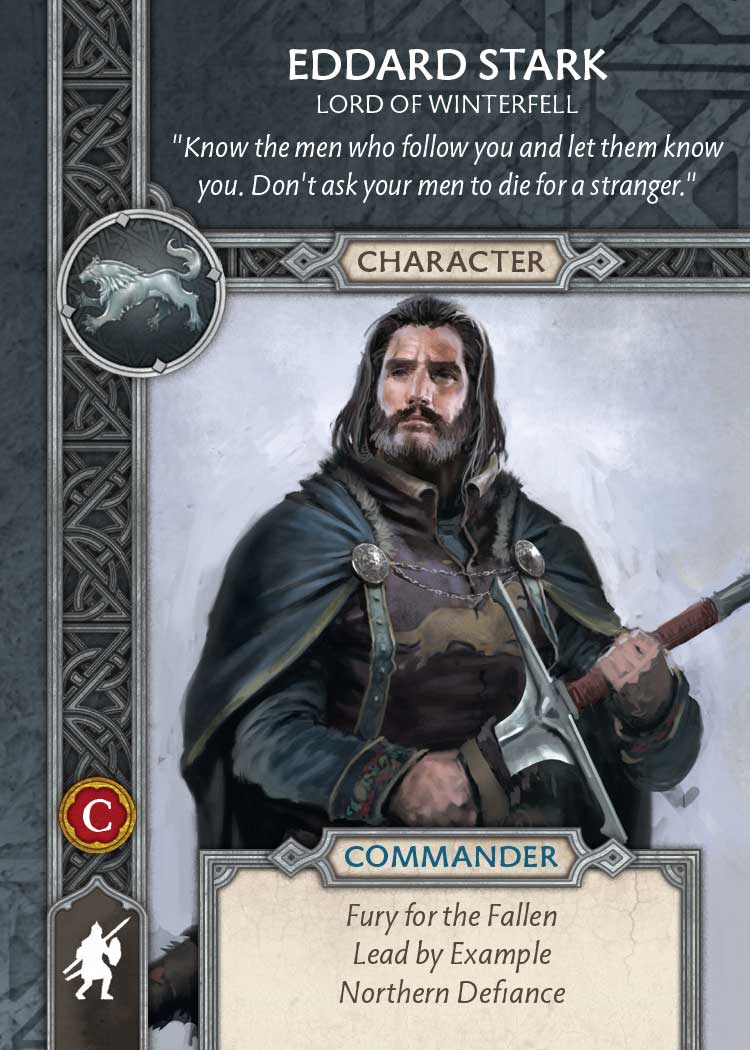 EDDARD STARK
LORD OF WINTERFELL
"Know the men who follow you and let them know
you. Don't ask your men to die for a stranger."
CHARACTER
C
COMMANDER
Fury for the Fallen
Lead by Example
Northern Defiance